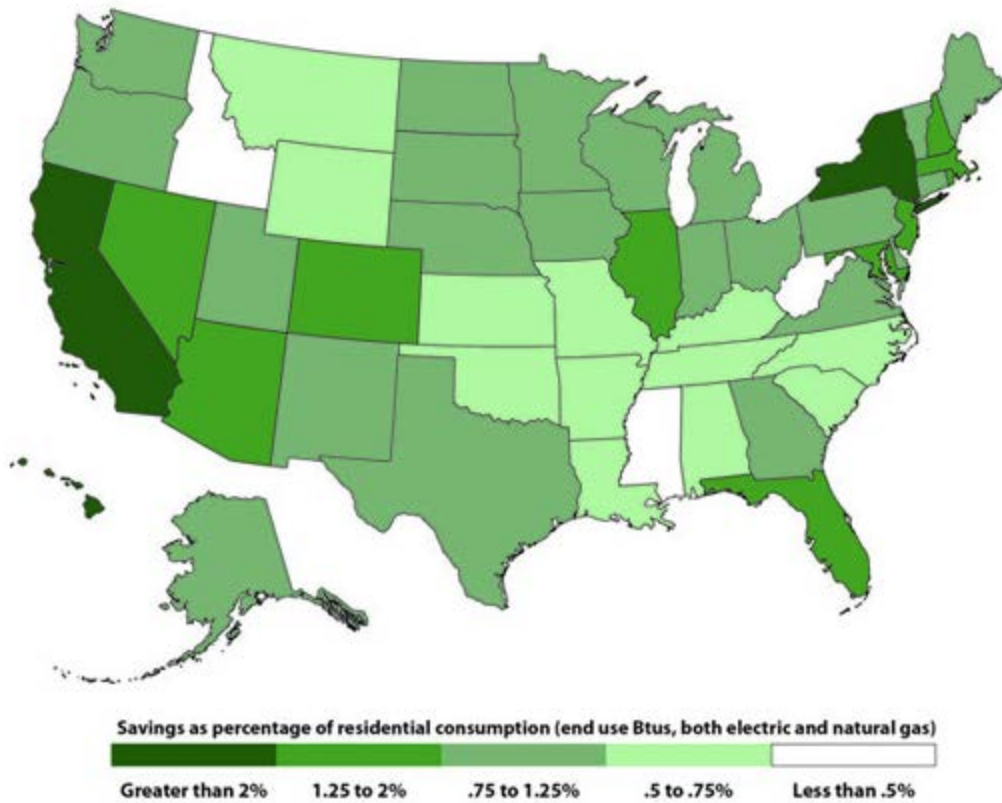 Savings as percentage of residential consumption (end use Btus, both electric and natural gas)
Greater than 2% 1.25 to 2% .75 to 1.25% .5 to .75% Less than .5%